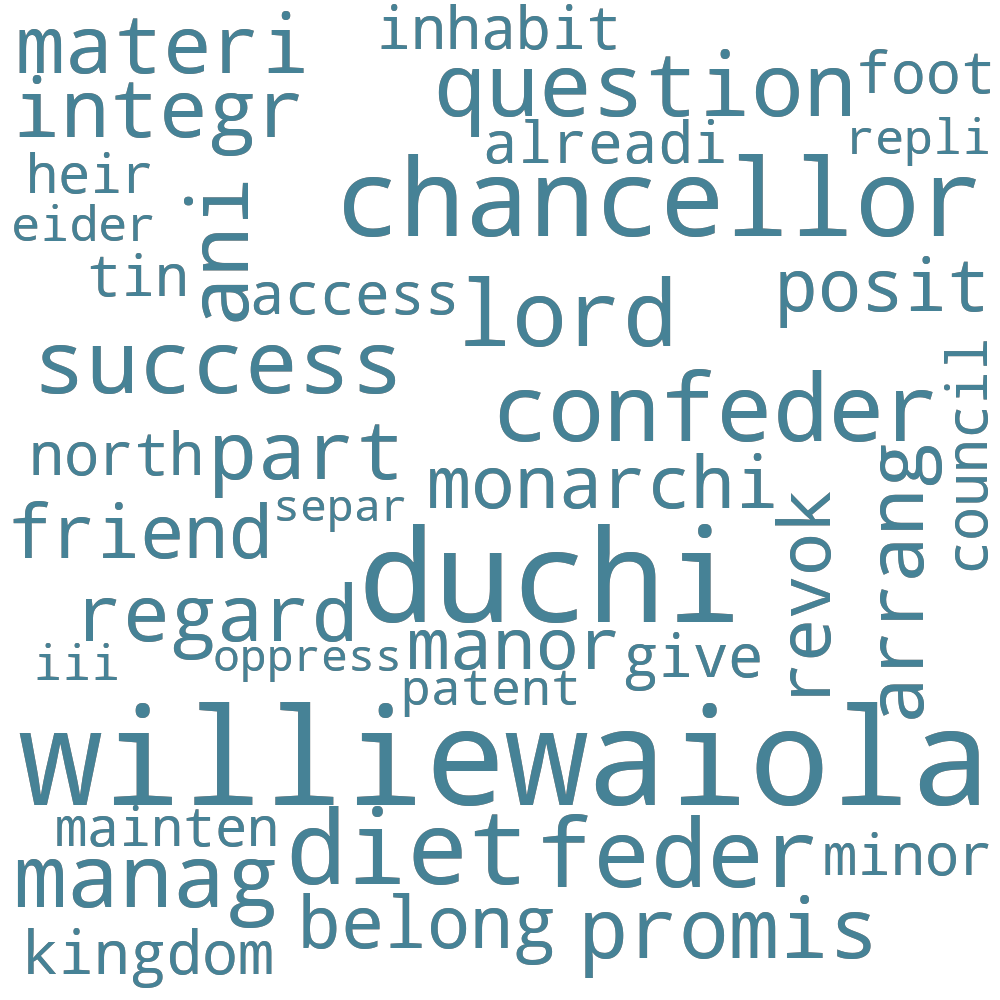 inhabit
materi
question
foot
integr
alreadi
repli
heir
chancellor
ani
eider
tin
access
lord
posit
success
council
confeder
north
part
monarchi
arrang
separ
friend
revok
duchi
regard
manor
give
iii
oppress
patent
williewaiola
mainten
diet
feder
minor
manag
belong
promis
kingdom